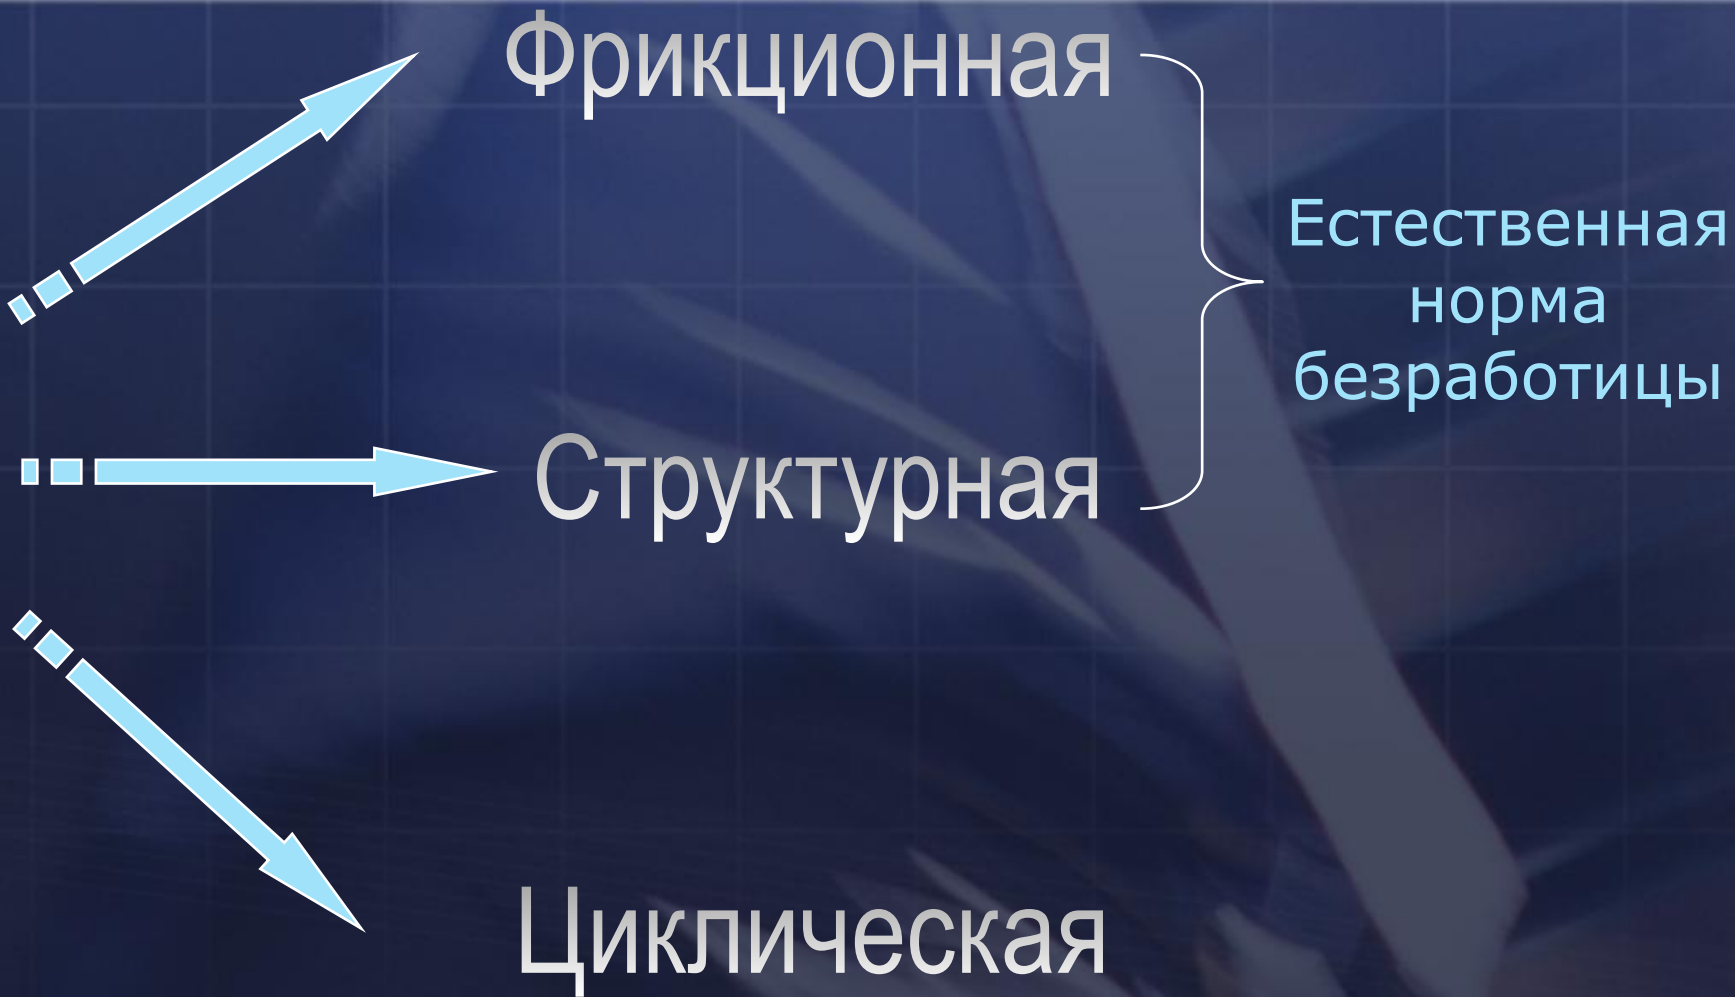 Фрикционная
Естественная
норма
безработицы
Структурная
Циклическая